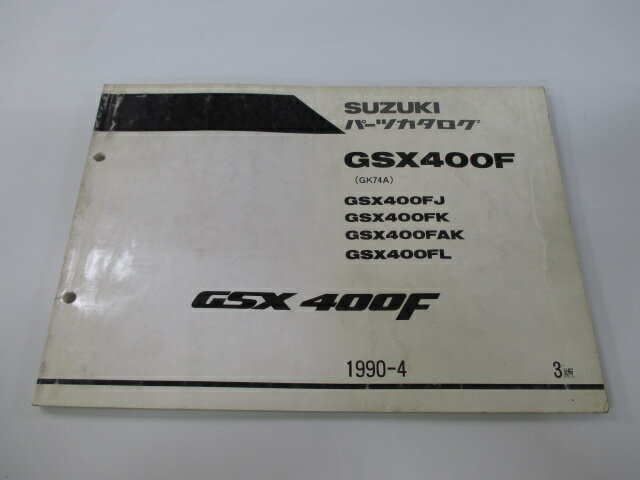 SUZUKI
パーツカタログ
GSX400F
(GK74A)
GSX400FJ
GSX400FK
GSX400FAK
GSX400FL
GSX 400F
1990-4
3版